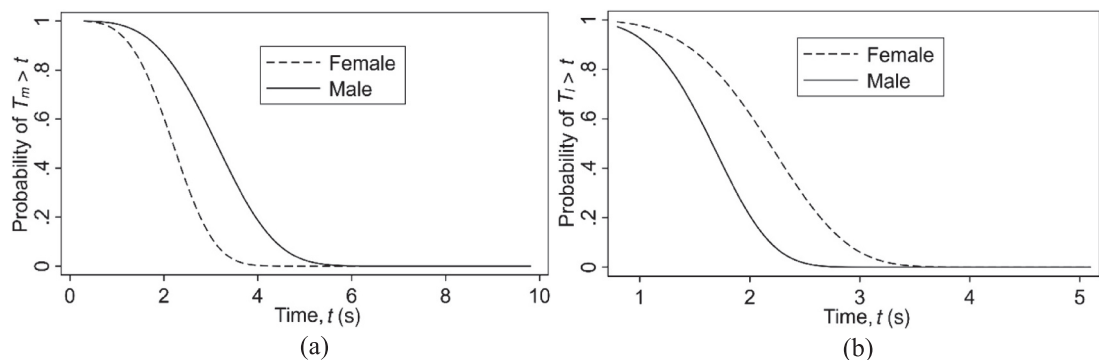 Probability of Tm > t
1
.8
.6
.4
.2
0
Female
Male
0 2 4 6 8 10
Time, t (s)
(a)
Probability of Tl > t
1
.8
.6
.4
.2
0
Female
Male
1 2 3 4 5
Time, t (s)
(b)